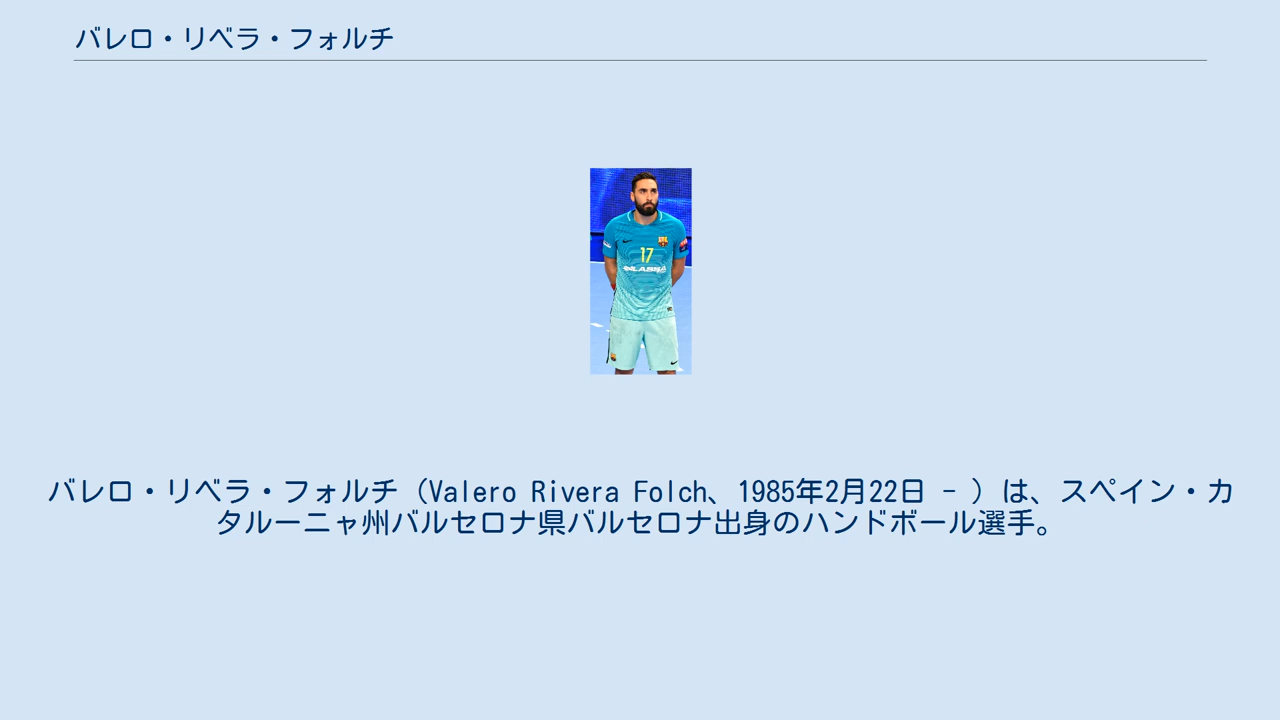 バレロ・リベラ・フォルチ
17
バレロ・リベラ・フォルチ（Valero Rivera Folch、1985年2月22日 - ）は、スペイン・カ
タルーニャ州バルセロナ県バルセロナ出身のハンドボール選手。